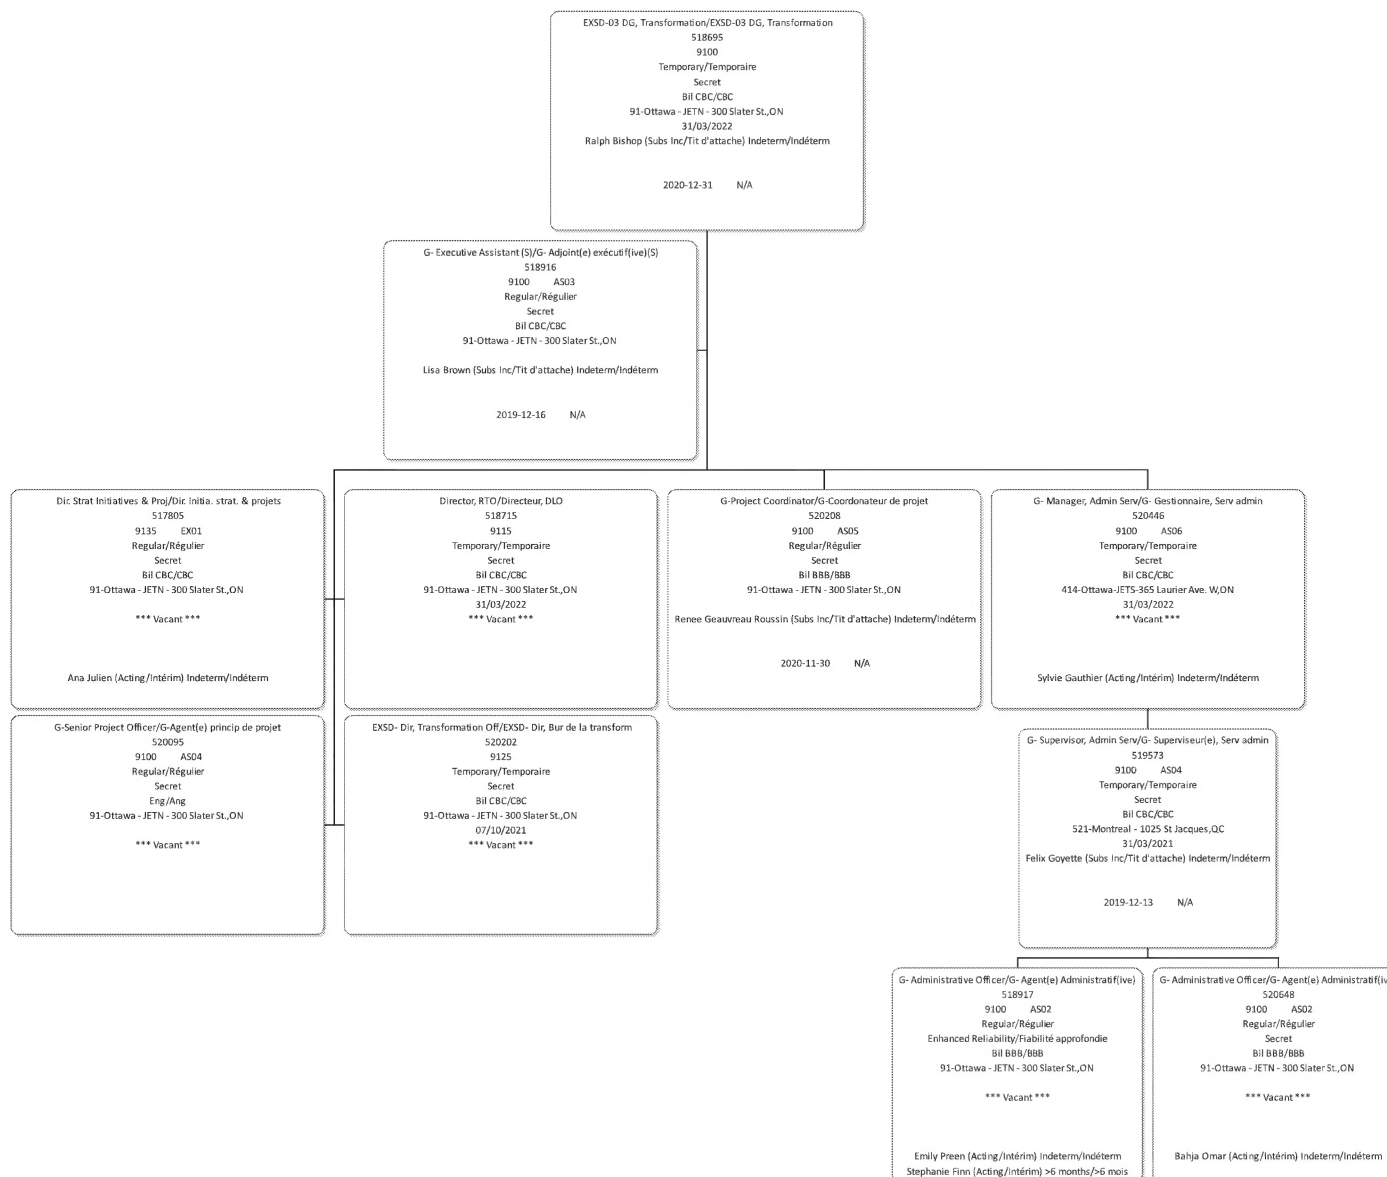 EXSD-03 DG, Transformation/EXSD-03 DG, Transformation
518695
9100
Temporary/Temporaire
Secret
Bil CBC/CBC
91-Ottawa - JETN - 300 Slater St.,ON
31/03/2022
Ralph Bishop (Subs Inc/Tit d'attache) Indeterm/Indéterm
2020-12-31 N/A
G- Executive Assistant (S)/G- Adjoint(e) exécutif(ive)(S)
518916
9100 AS03
Regular/Régulier
Secret
Bil CBC/CBC
91-Ottawa - JETN - 300 Slater St.,ON
Lisa Brown (Subs Inc/Tit d'attache) Indeterm/Indéterm
2019-12-16 N/A
Dir. Strat Initiatives & Proj/Dir. Initia. strat. & projets
517805
9135 EX01
Regular/Régulier
Secret
Bil CBC/CBC
91-Ottawa - JETN - 300 Slater St.,ON
*** Vacant ***
Ana Julien (Acting/Intérim) Indeterm/Indéterm
Director, RTO/Directeur, DLO
518715
9115
Temporary/Temporaire
Secret
Bil CBC/CBC
91-Ottawa - JETN - 300 Slater St.,ON
31/03/2022
*** Vacant ***
G-Project Coordinator/G-Coordonateur de projet
520208
9100 AS05
Regular/Régulier
Secret
Bil BBB/BBB
91-Ottawa - JETN - 300 Slater St.,ON
Renee Geauvreau Roussin (Subs Inc/Tit d'attache) Indeterm/Indéterm
2020-11-30 N/A
G- Manager, Admin Serv/G- Gestionnaire, Serv admin
520446
9100 AS06
Temporary/Temporaire
Secret
Bil CBC/CBC
414-Ottawa-JETS-365 Laurier Ave. W,ON
31/03/2022
*** Vacant ***
Sylvie Gauthier (Acting/Intérim) Indeterm/Indéterm
G-Senior Project Officer/G-Agent(e) princip de projet
520095
9100 AS04
Regular/Régulier
Secret
Eng/Ang
91-Ottawa - JETN - 300 Slater St.,ON
*** Vacant ***
EXSD- Dir, Transformation Off/EXSD- Dir, Bur de la transform
520202
9125
Temporary/Temporaire
Secret
Bil CBC/CBC
91-Ottawa - JETN - 300 Slater St.,ON
07/10/2021
*** Vacant ***
G- Supervisor, Admin Serv/G- Superviseur(e), Serv admin
519573
9100 AS04
Temporary/Temporaire
Secret
Bil CBC/CBC
521-Montreal - 1025 St Jacques,QC
31/03/2021
Felix Goyette (Subs Inc/Tit d'attache) Indeterm/Indéterm
2019-12-13 N/A
G- Administrative Officer/G- Agent(e) Administratif(ive)
518917
9100 AS02
Regular/Régulier
Enhanced Reliability/Fiabilité approfondie
Bil BBB/BBB
91-Ottawa - JETN - 300 Slater St.,ON
*** Vacant ***
Emily Preen (Acting/Intérim) Indeterm/Indéterm
Stephanie Finn (Acting/Intérim) >6 months/>6 mois
G- Administrative Officer/G- Agent(e) Administratif(iv
520648
9100 AS02
Regular/Régulier
Secret
Bil BBB/BBB
91-Ottawa - JETN - 300 Slater St.,ON
*** Vacant ***
Bahja Omar (Acting/Intérim) Indeterm/Indéterm